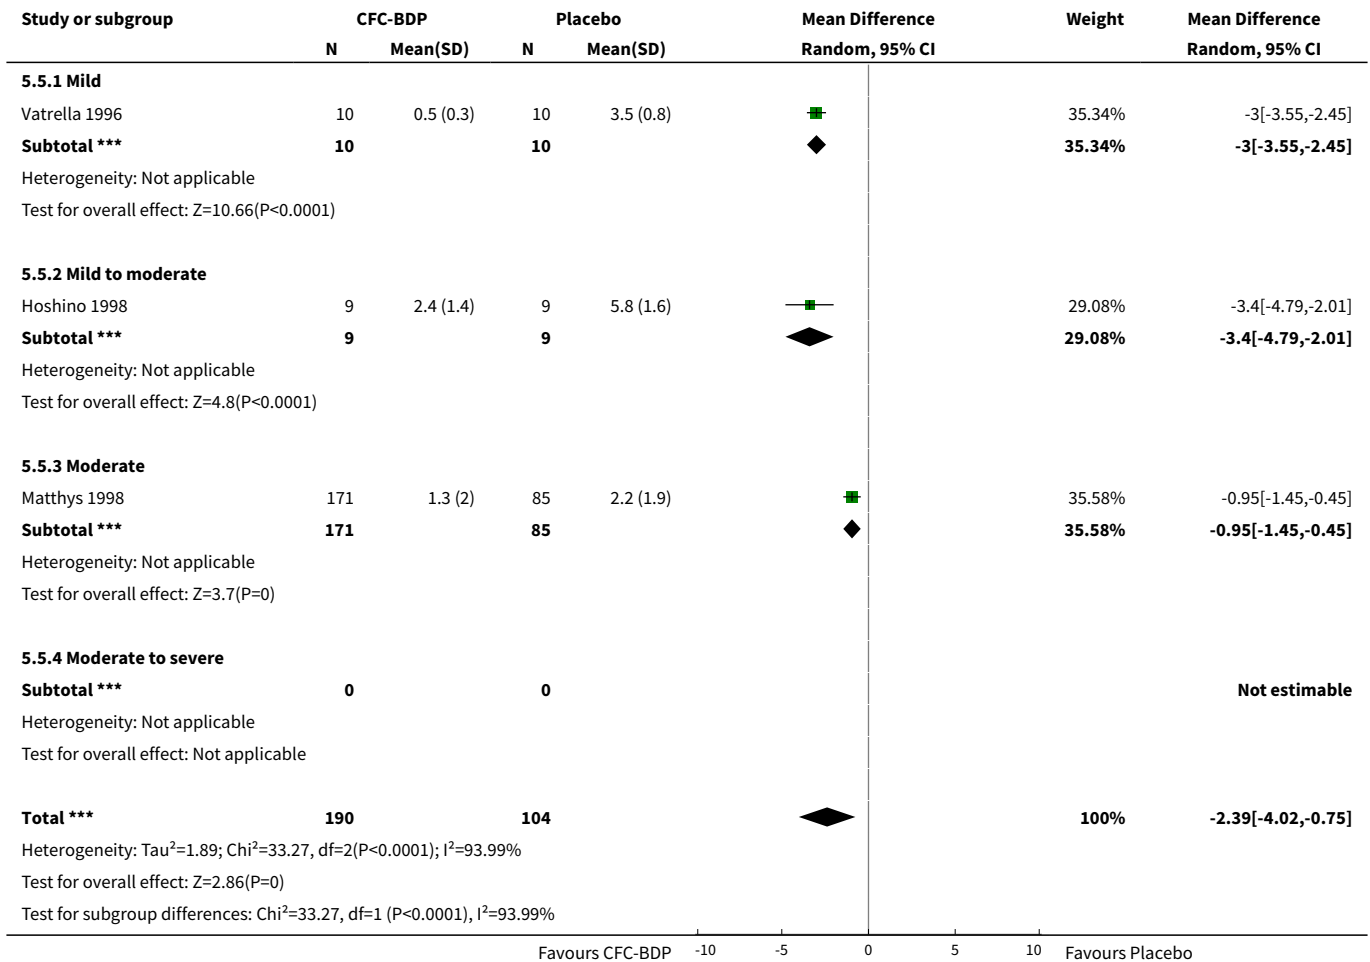 Study or subgroup CFC-BDP Placebo Mean Difference Weight Mean Difference
N Mean(SD) N Mean(SD) Random, 95% CI Random, 95% CI
5.5.1 Mild
Vatrella 1996 10 0.5 (0.3) 10 3.5 (0.8) 35.34% -3[-3.55,-2.45]
Subtotal *** 10 10 35.34% -3[-3.55,-2.45]
Heterogeneity: Not applicable
Test for overall effect: Z=10.66(P<0.0001)
5.5.2 Mild to moderate
Hoshino 1998 9 2.4 (1.4) 9 5.8 (1.6) 29.08% -3.4[-4.79,-2.01]
Subtotal *** 9 9 29.08% -3.4[-4.79,-2.01]
Heterogeneity: Not applicable
Test for overall effect: Z=4.8(P<0.0001)
5.5.3 Moderate
Matthys 1998 171 1.3 (2) 85 2.2 (1.9) 35.58% -0.95[-1.45,-0.45]
Subtotal *** 171 85 35.58% -0.95[-1.45,-0.45]
Heterogeneity: Not applicable
Test for overall effect: Z=3.7(P=0)
5.5.4 Moderate to severe
Subtotal *** 0 0 Not estimable
Heterogeneity: Not applicable
Test for overall effect: Not applicable
Total *** 190 104 100% -2.39[-4.02,-0.75]
Heterogeneity: Tau²=1.89; Chi²=33.27, df=2(P<0.0001); I²=93.99%
Test for overall effect: Z=2.86(P=0)
Test for subgroup differences: Chi²=33.27, df=1 (P<0.0001), I²=93.99%
Favours CFC-BDP -10 -5 0 5 10 Favours Placebo